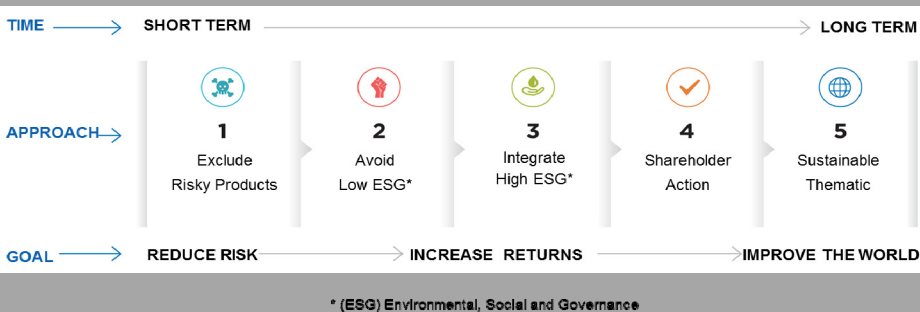 TIME
SHORT TERM
LONG TERM
APPROACH
1
Exclude
Risky Products
2
Avoid
Low ESG*
3
Integrate
High ESG*
4
Shareholder
Action
5
Sustainable
Thematic
GOAL
REDUCE RISK
INCREASE RETURNS
IMPROVE THE WORLD
* (ESG) Environmental, Social and Governance